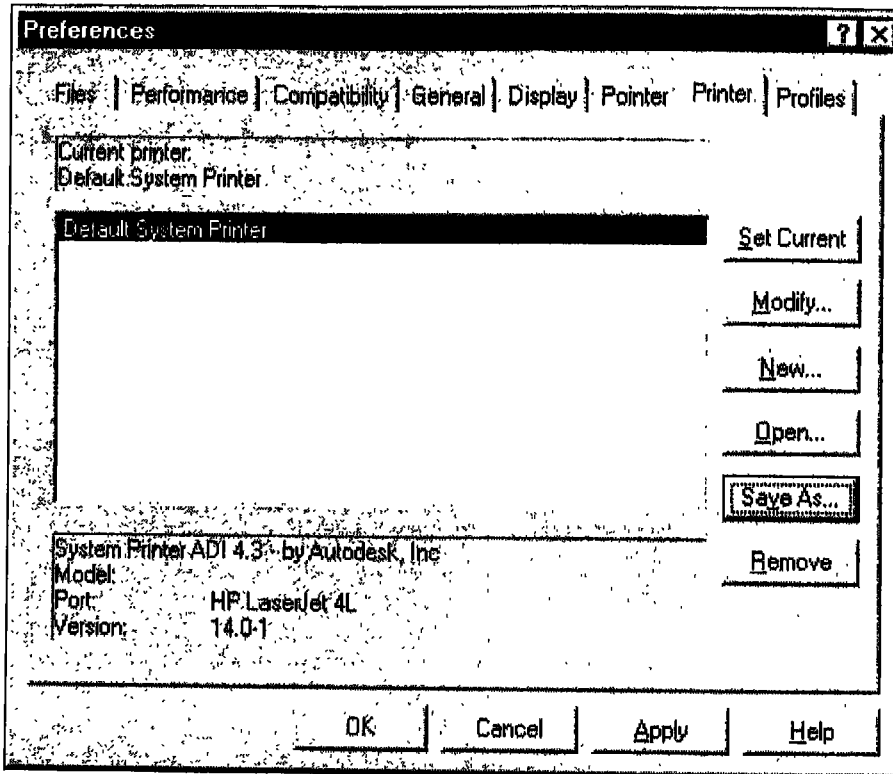 Preferences
? ×
Files Performance Compatibility General Display Pointer Printer Profiles
Current printer:
Default System Printer
Default System Printer
Set Current
Modify...
New...
Open...
Save As...
Remove
System Printer ADI 4.3 - by Autodesk, Inc
Model:
Port: HP LaserJet 4L
Version: 14.0-1
OK Cancel Apply Help